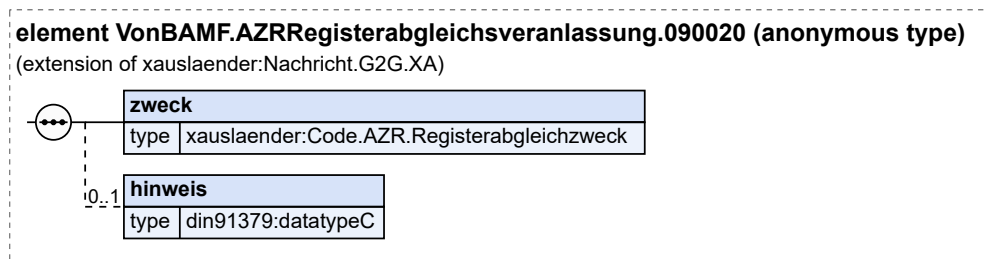 element VonBAMF.AZRRegisterabgleichsveranlassung.090020 (anonymous type)
(extension of xauslaender:Nachricht.G2G.XA)
zweck
type xauslaender:Code.AZR.Registerabgleichzweck
0..1 hinweis
type din91379:datatypeC